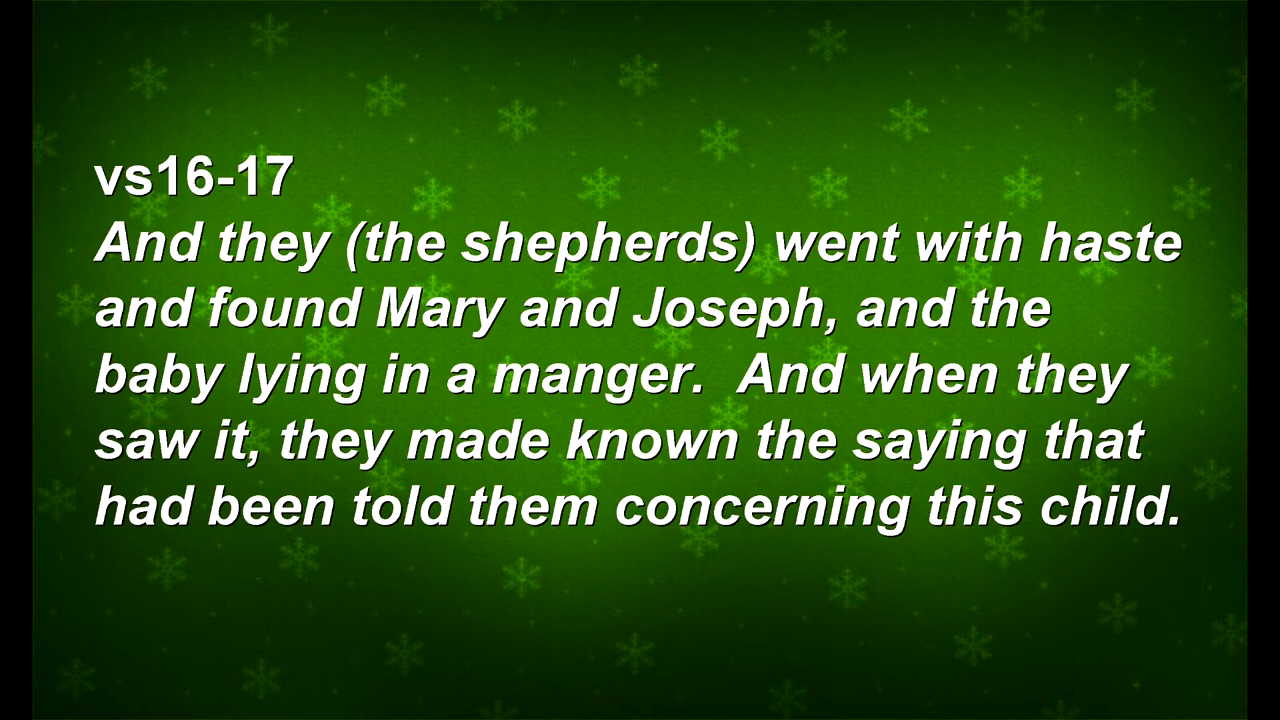 vs16-17
And they (the shepherds) went with haste
and found Mary and Joseph, and the
baby lying in a manger.  And when they
saw it, they made known the saying that
had been told them concerning this child.